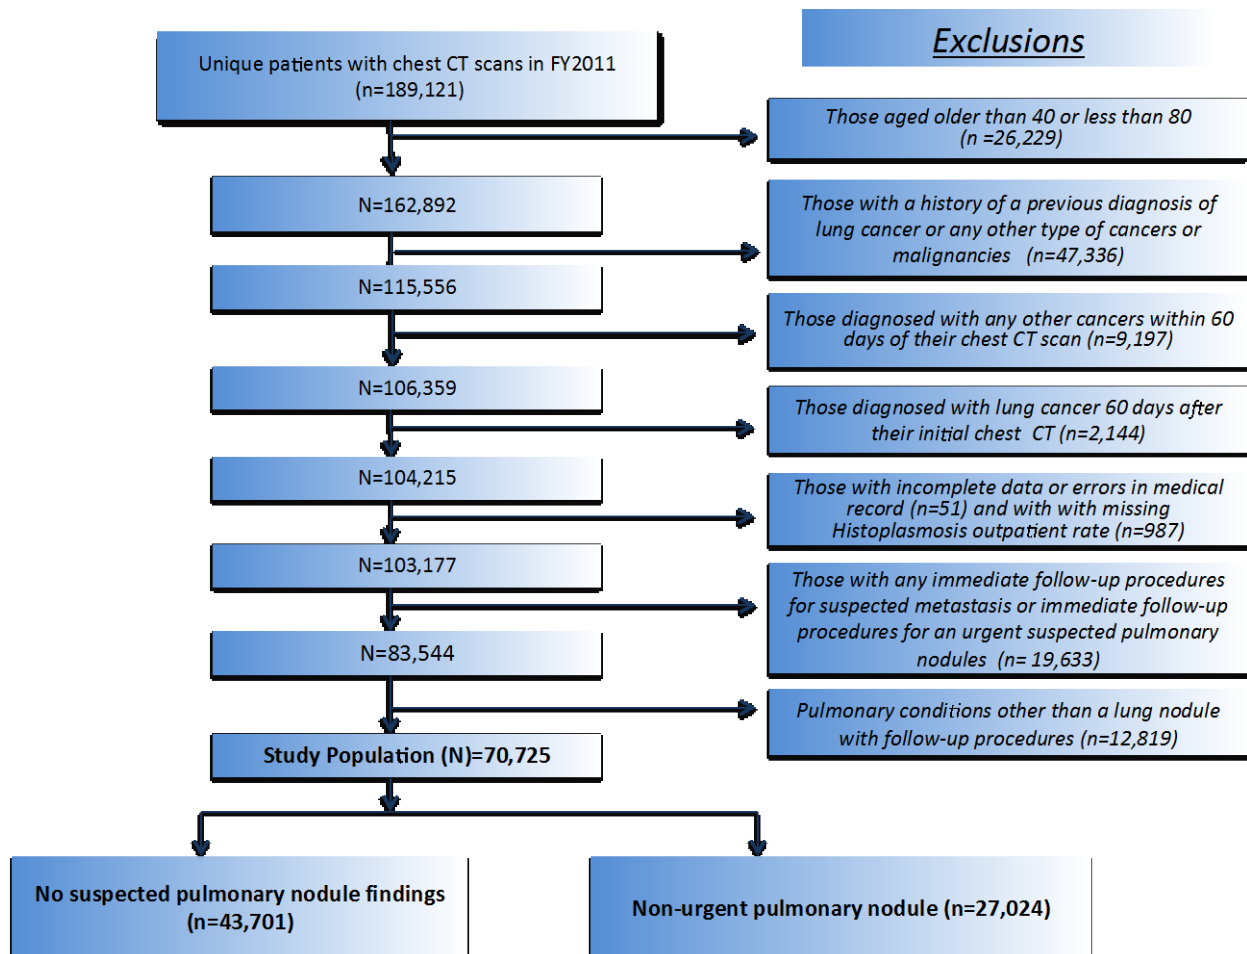 Exclusions
Unique patients with chest CT scans in FY2011
(n=189,121)
Those aged older than 40 or less than 80
(n =26,229)
N=162,892
Those with a history of a previous diagnosis of
lung cancer or any other type of cancers or
malignancies (n=47,336)
N=115,556
Those diagnosed with any other cancers within 60
days of their chest CT scan (n=9,197)
N=106,359
Those diagnosed with lung cancer 60 days after
their initial chest CT (n=2,144)
N=104,215
Those with incomplete data or errors in medical
record (n=51) and with with missing
Histoplasmosis outpatient rate (n=987)
N=103,177
Those with any immediate follow-up procedures
for suspected metastasis or immediate follow-up
procedures for an urgent suspected pulmonary
nodules (n= 19,633)
N=83,544
Pulmonary conditions other than a lung nodule
with follow-up procedures (n=12,819)
Study Population (N)=70,725
No suspected pulmonary nodule findings
(n=43,701)
Non-urgent pulmonary nodule (n=27,024)